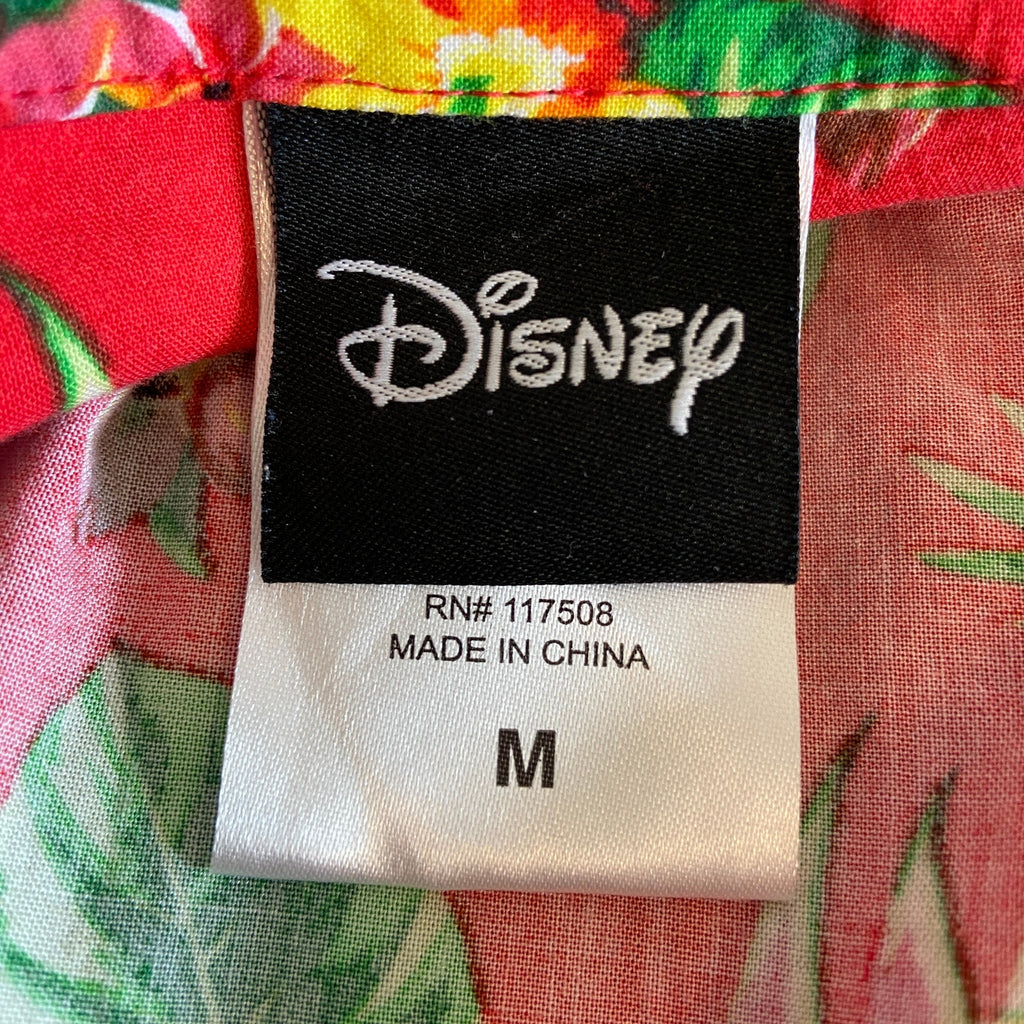 Disney
RN# 117508
MADE IN CHINA
M